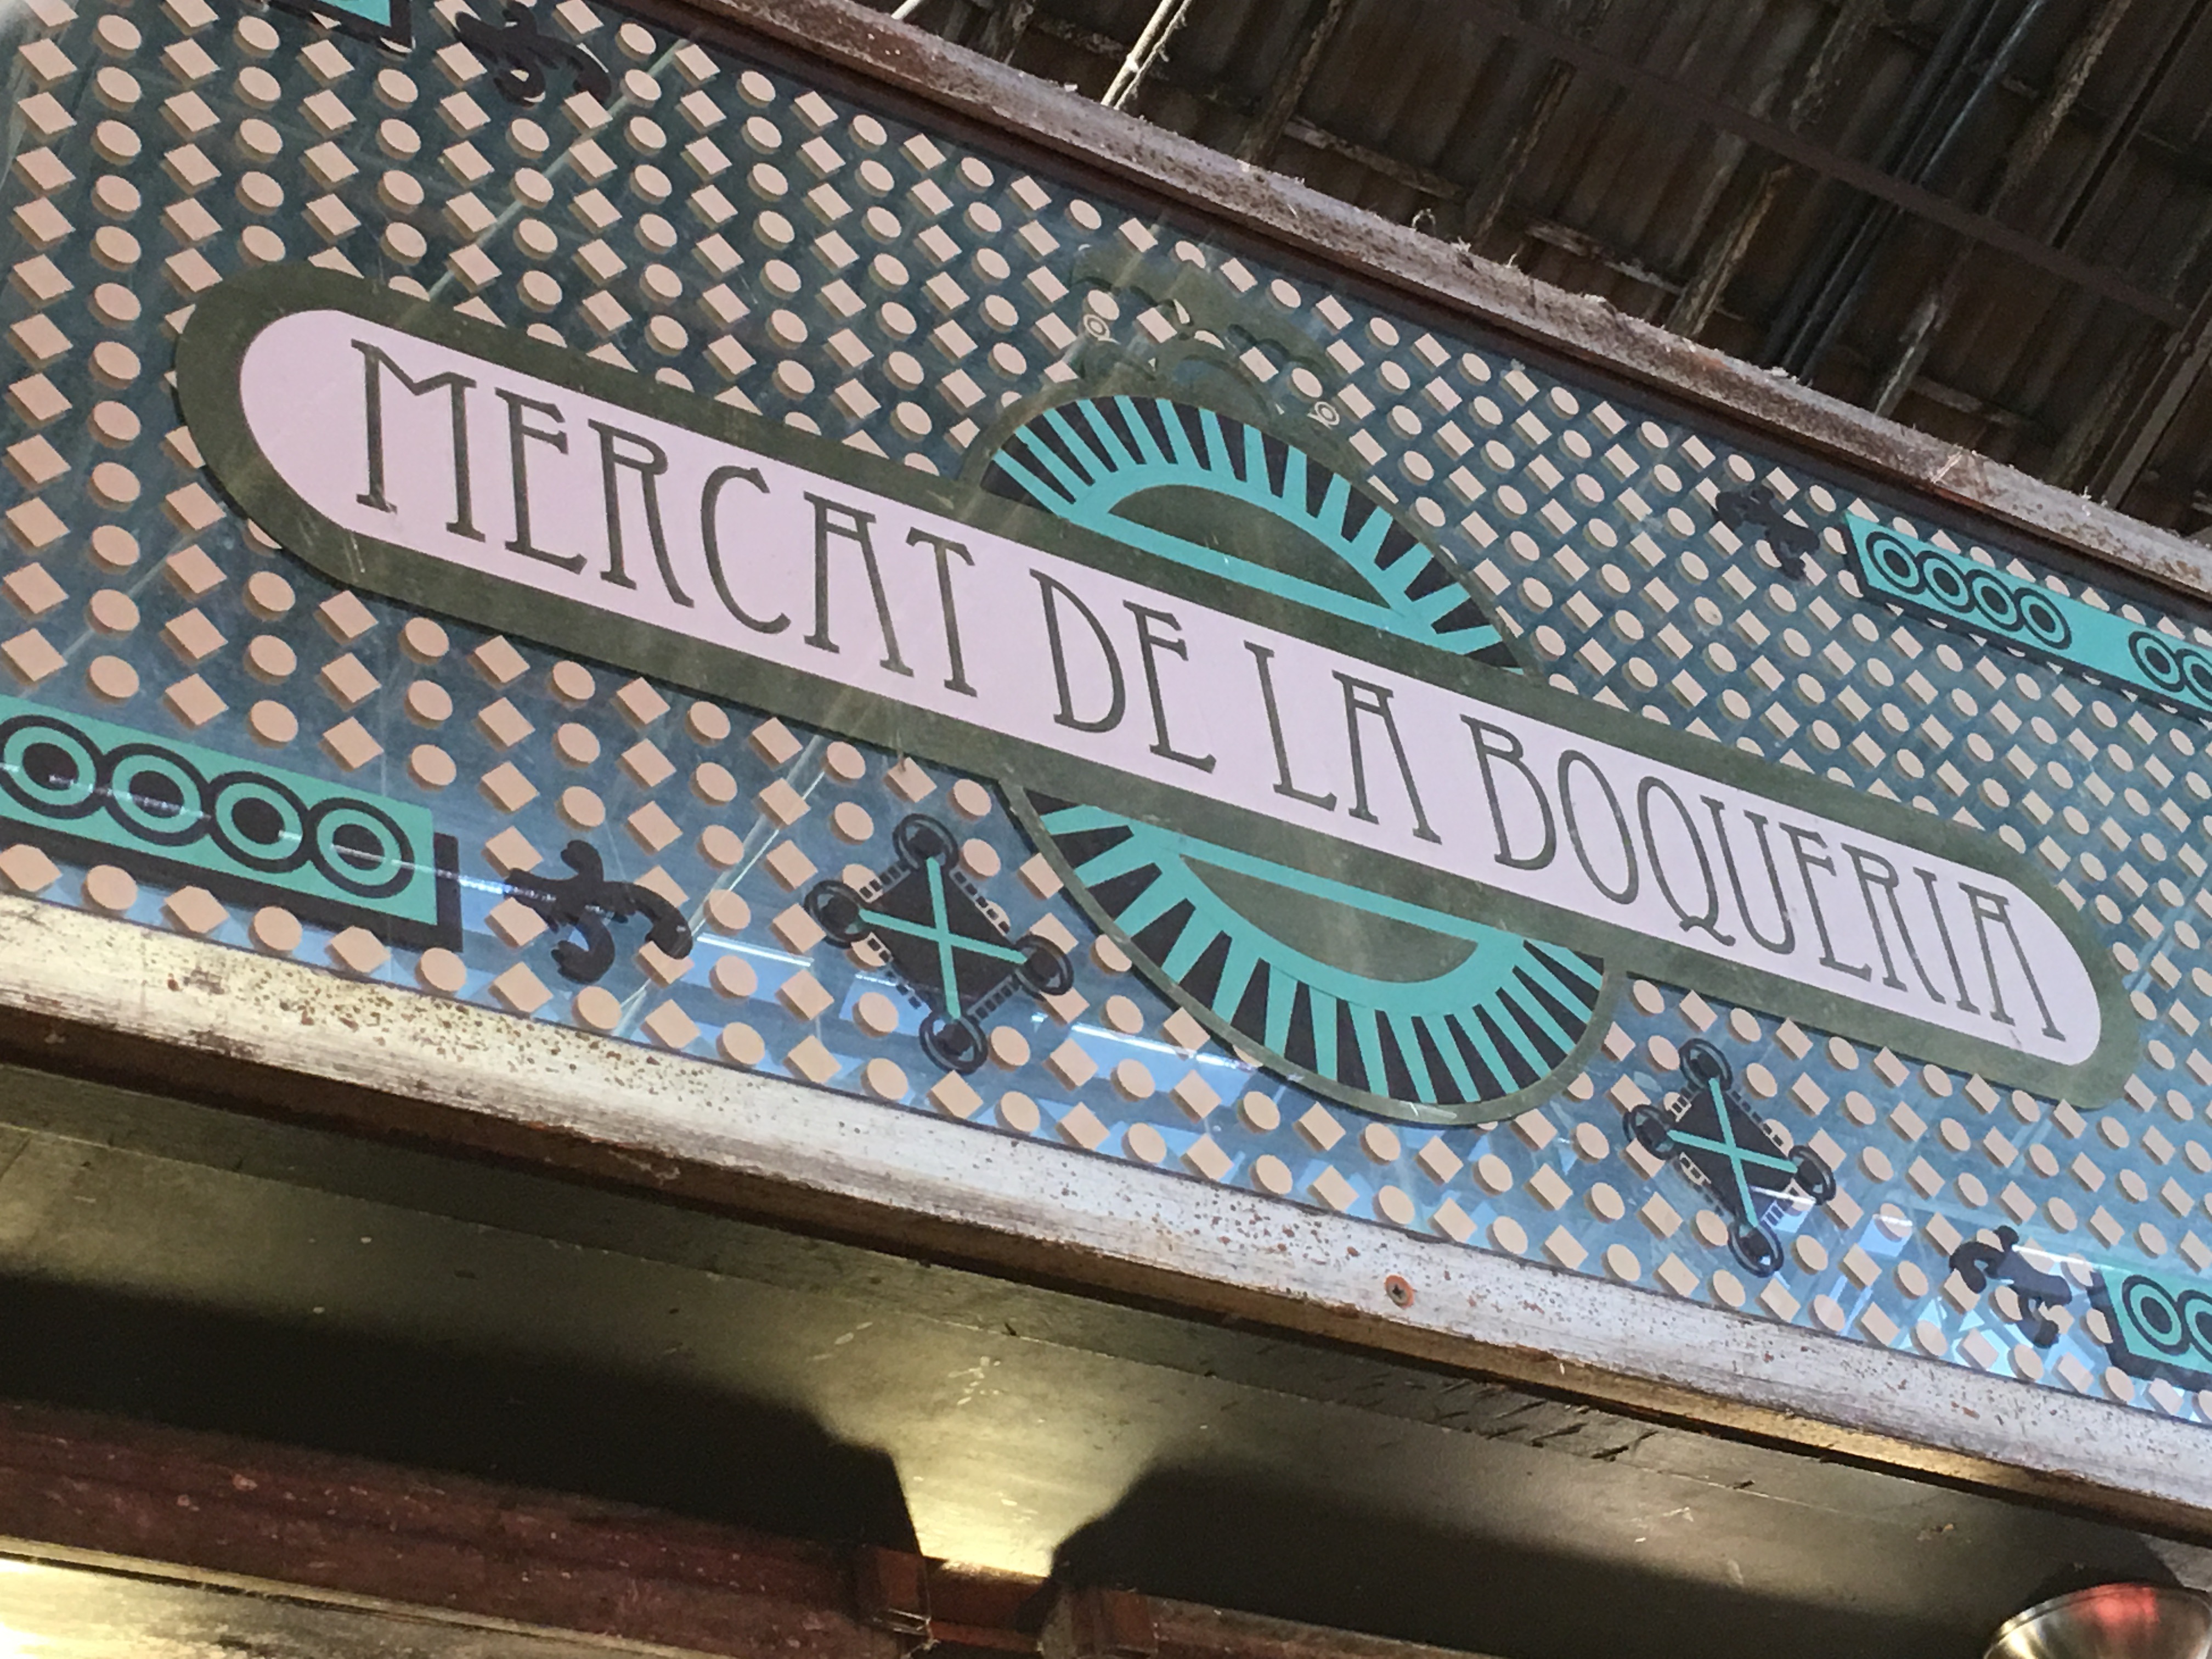 MERCAT DE LA BOQUERIA